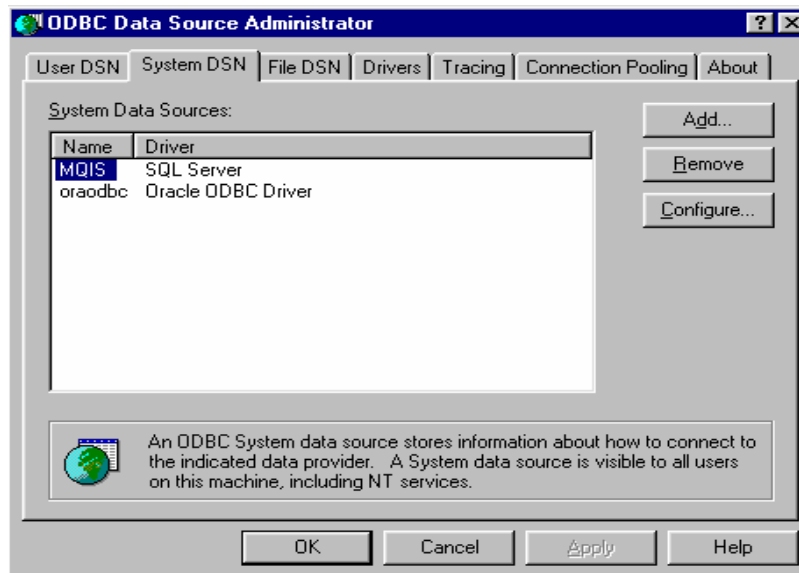 ODBC Data Source Administrator
? X
User DSN System DSN File DSN Drivers Tracing Connection Pooling About
System Data Sources:
Add...
Name Driver
MQIS SQL Server
Remove
oraodbc Oracle ODBC Driver
Configure...
An ODBC System data source stores information about how to connect to
the indicated data provider. A System data source is visible to all users
on this machine, including NT services.
OK Cancel Apply Help